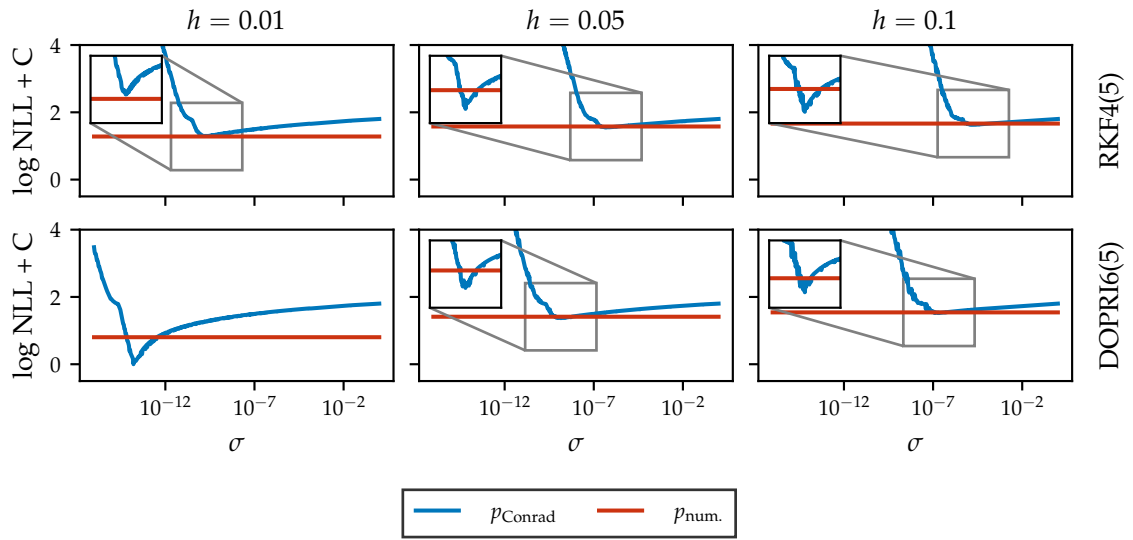 h = 0.01
h = 0.05
h = 0.1
log NLL + C
4
2
0
RKF4(5)
log NLL + C
4
2
0
DOPRI6(5)
10⁻¹² 10⁻⁷ 10⁻²
10⁻¹² 10⁻⁷ 10⁻²
10⁻¹² 10⁻⁷ 10⁻²
σ
σ
σ
p_Conrad
p_num.